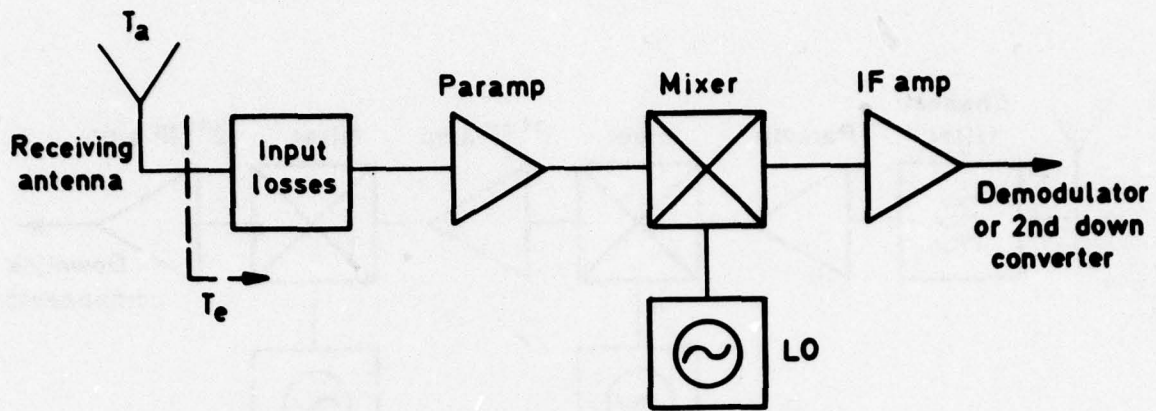 Ta
Receiving
antenna
Te
Input
losses
Paramp
Mixer
LO
IF amp
Demodulator
or 2nd down
converter